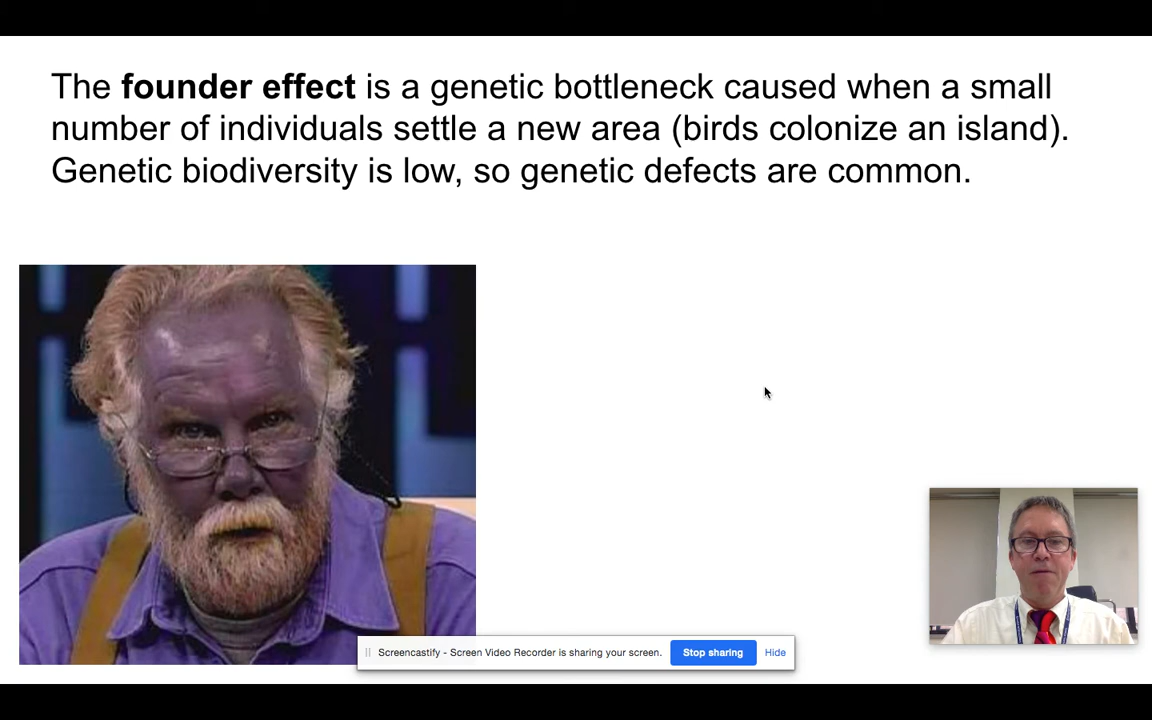 The founder effect is a genetic bottleneck caused when a small
number of individuals settle a new area (birds colonize an island).
Genetic biodiversity is low, so genetic defects are common.
Screencastify - Screen Video Recorder is sharing your screen. Stop sharing Hide